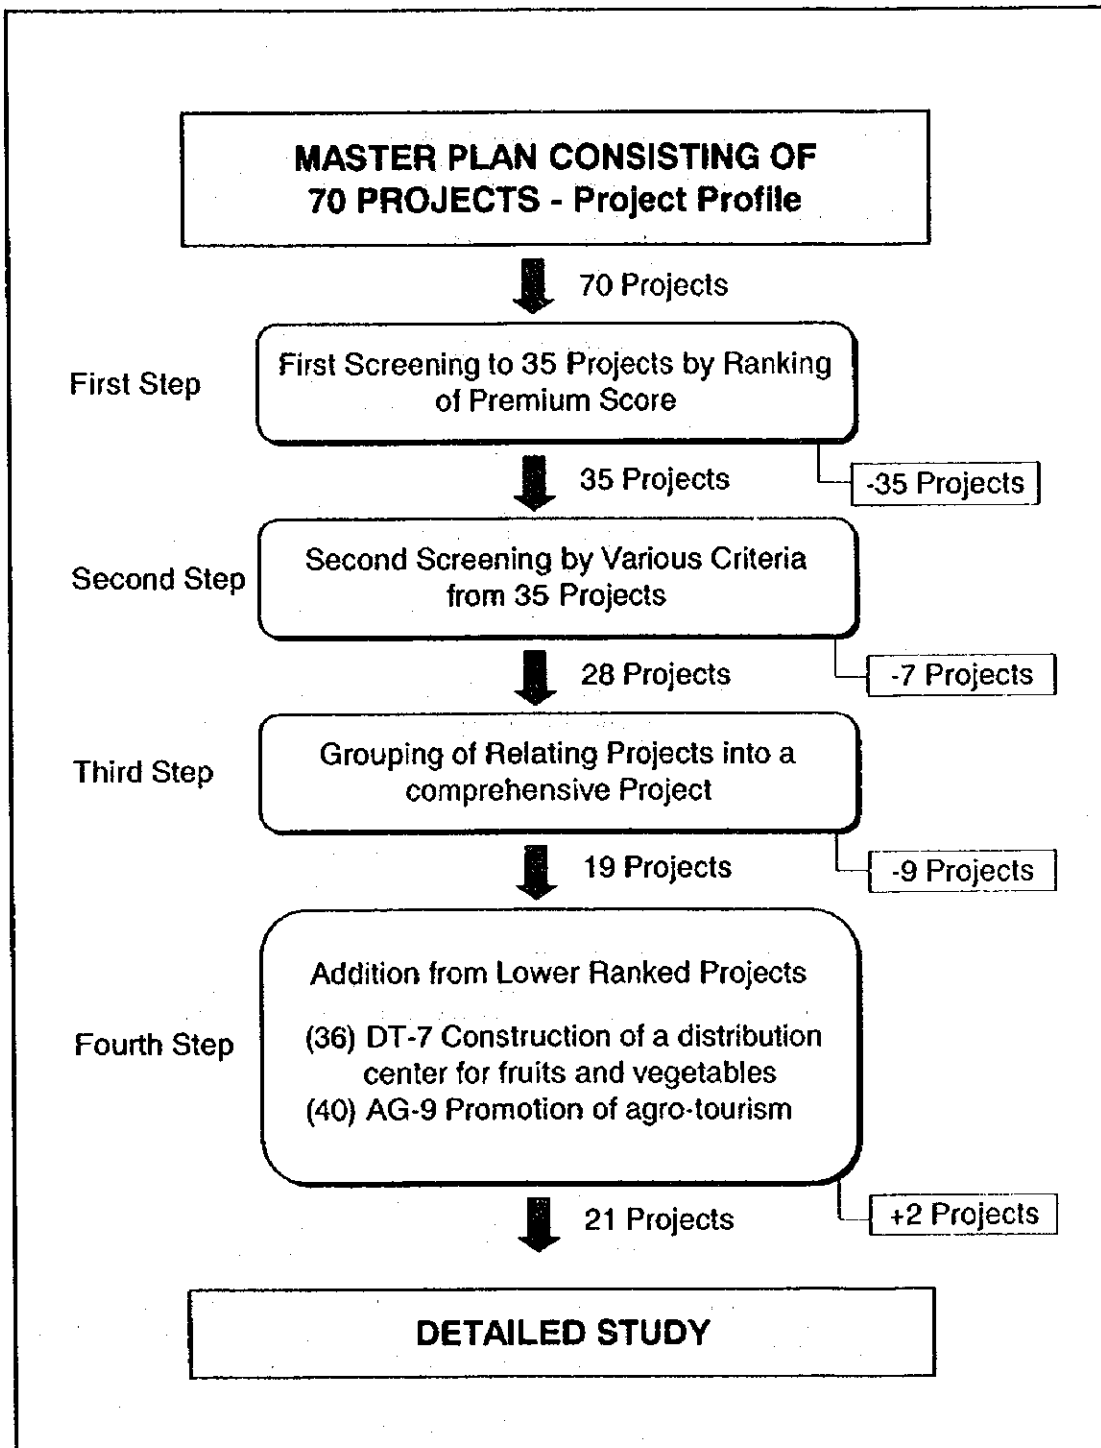 MASTER PLAN CONSISTING OF
70 PROJECTS - Project Profile
70 Projects
First Step
First Screening to 35 Projects by Ranking
of Premium Score
35 Projects
-35 Projects
Second Step
Second Screening by Various Criteria
from 35 Projects
28 Projects
-7 Projects
Third Step
Grouping of Relating Projects into a
comprehensive Project
19 Projects
-9 Projects
Fourth Step
Addition from Lower Ranked Projects
(36) DT-7 Construction of a distribution
center for fruits and vegetables
(40) AG-9 Promotion of agro-tourism
21 Projects
+2 Projects
DETAILED STUDY